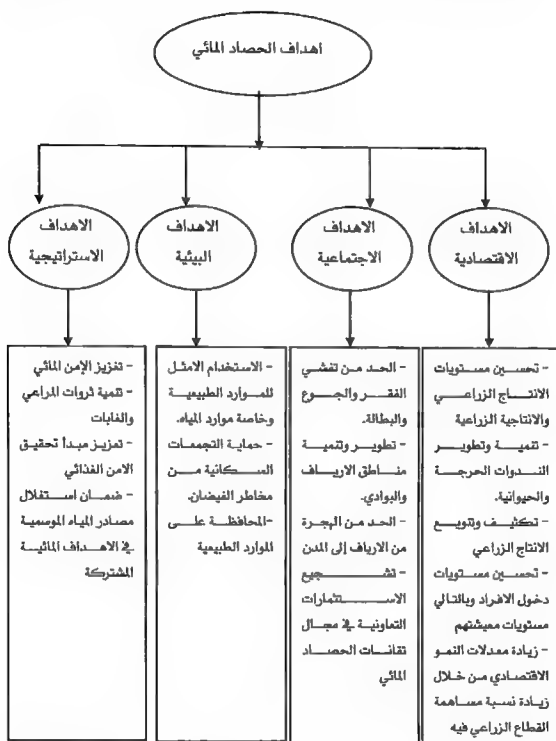 اهداف الحصاد المائي
الاهداف
الاقتصادية
الاهداف
الاجتماعية
الاهداف
البيئية
الاهداف
الاستراتيجية
- تحسين مستويات
الانتاج الزراعي
والانتاجية الزراعية
- تنمية وتطوير
الندوات الحرجة
والحيوانية.
- تكثيف وتنويع
الانتاج الزراعي
- تحسين مستويات
دخول الافراد وبالتالي
مستويات معيشتهم
- زيادة معدلات النمو
الاقتصادي من خلال
زيادة نسبة مساهمة
القطاع الزراعي فيه
- الحد من تفشي
الفقر والجوع
والبطالة.
- تطوير وتنمية
مناطق الارياف
والبوادي.
- الحد من الهجرة
من الارياف إلى المدن
- تشجيع
الاستثمارات
التعاونية في مجال
تقانات الحصاد
المائي
- الاستخدام الامثل
للموارد الطبيعية
وخاصة موارد المياه.
- حماية التجمعات
السكانية من
مخاطر الفيضان.
-المحافظة على
الموارد الطبيعية
- تغزيز الإمن المائي
- تنمية ثروات المراعي
والغابات
- تعزيز مبدأ تحقيق
الامن الغذائي
- ضمان استغلال
مصادر المياه الموسمية
في الاهداف المائية
المشتركة